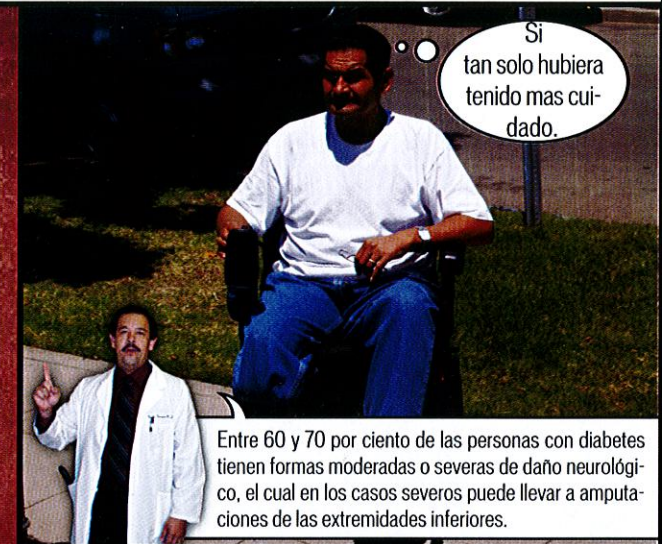 Si
tan solo hubiera
tenido mas cui-
dado.
Entre 60 y 70 por ciento de las personas con diabetes
tienen formas moderadas o severas de daño neurológi-
co, el cual en los casos severos puede llevar a amputa-
ciones de las extremidades inferiores.